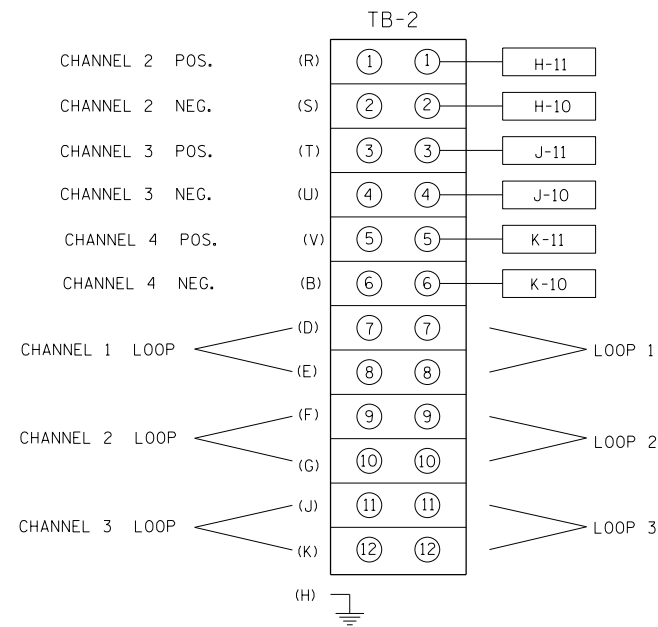 TB-2
CHANNEL 2 POS. (R) 1 1 H-11
CHANNEL 2 NEG. (S) 2 2 H-10
CHANNEL 3 POS. (T) 3 3 J-11
CHANNEL 3 NEG. (U) 4 4 J-10
CHANNEL 4 POS. (V) 5 5 K-11
CHANNEL 4 NEG. (B) 6 6 K-10
(D) 7 7
CHANNEL 1 LOOP LOOP 1
(E) 8 8
(F) 9 9
CHANNEL 2 LOOP LOOP 2
(G) 10 10
(J) 11 11
CHANNEL 3 LOOP LOOP 3
(K) 12 12
(H)